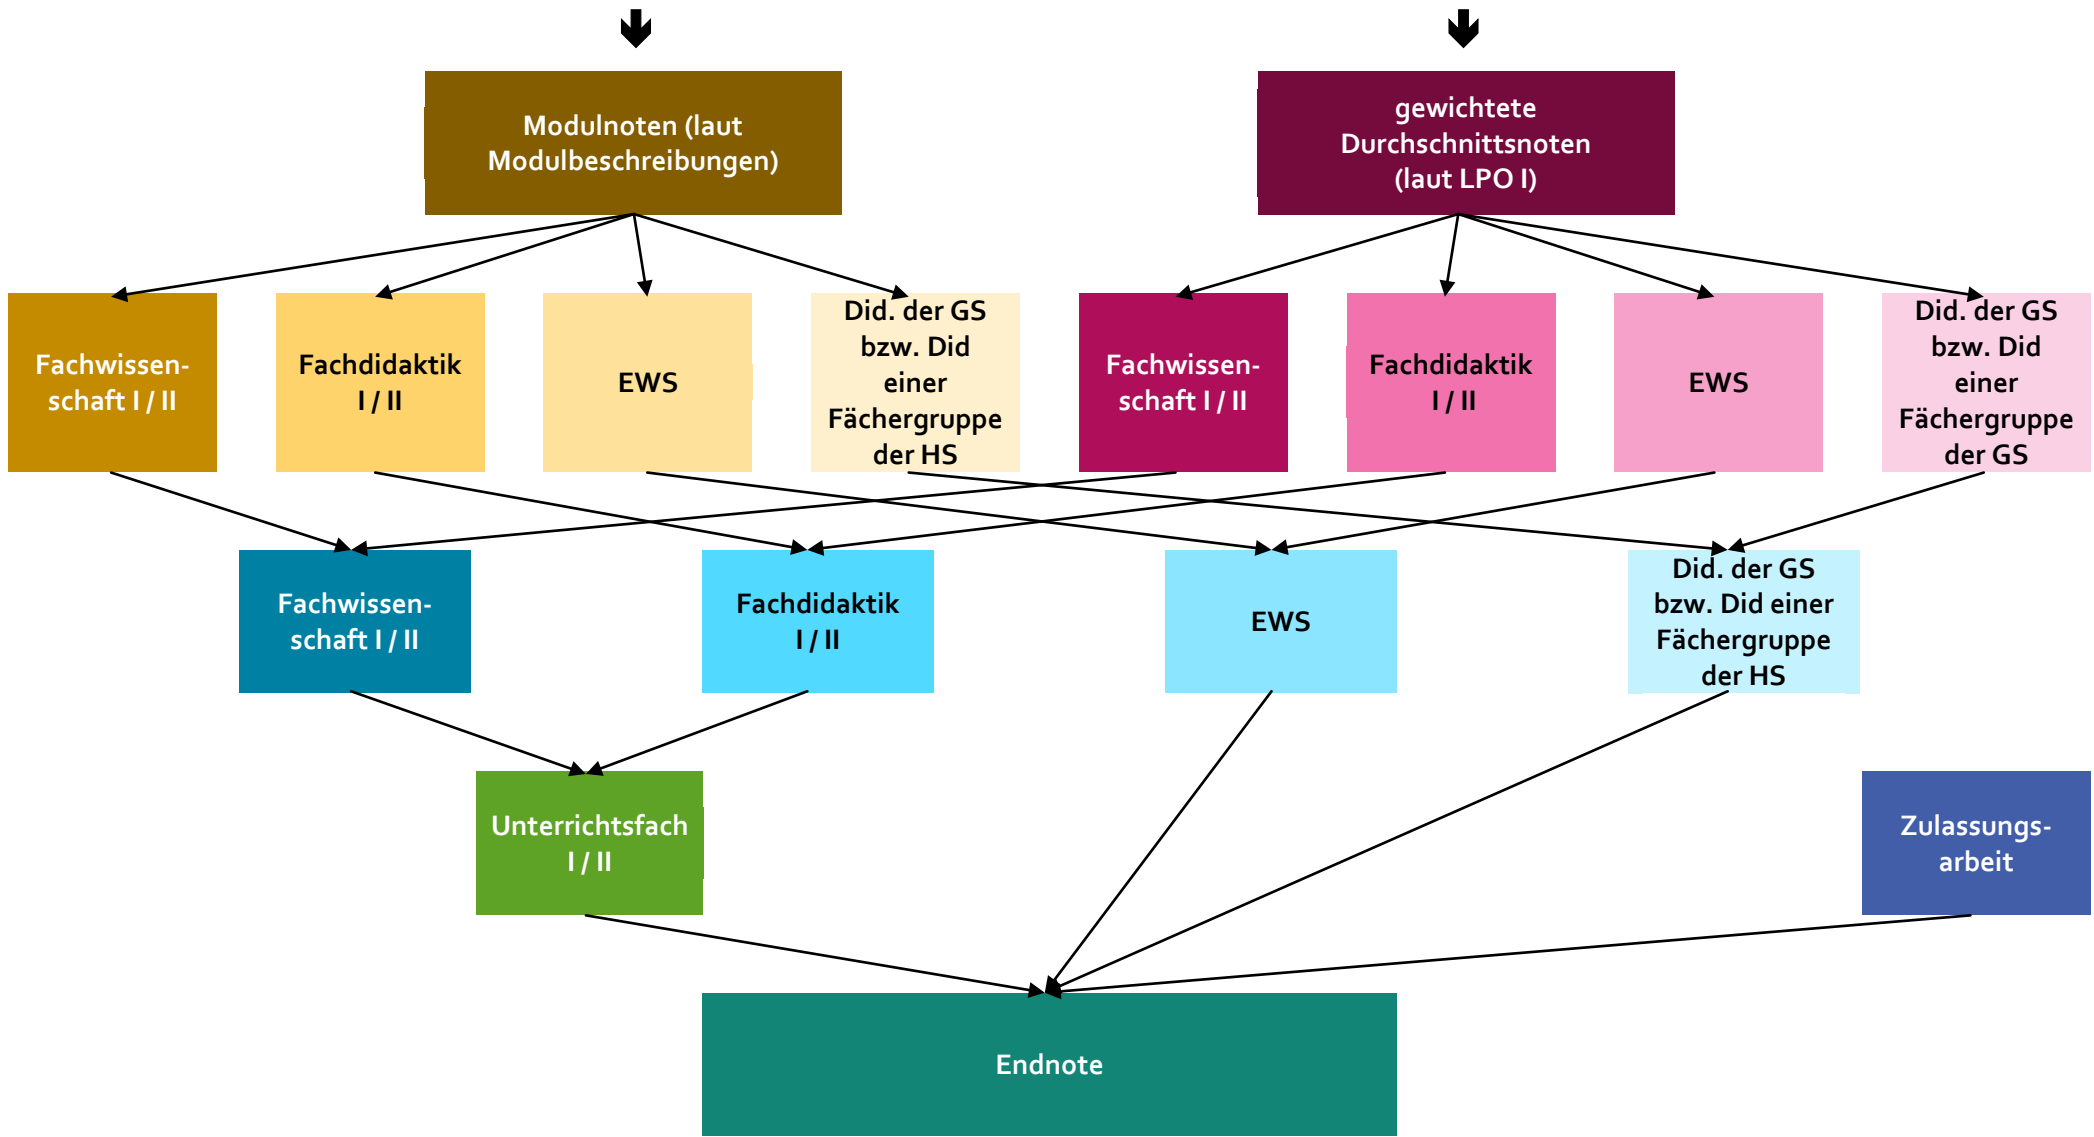 Modulnoten (laut
Modulbeschreibungen)
gewichtete
Durchschnittsnoten
(laut LPO I)
Fachwissen-
schaft I / II
Fachdidaktik
I / II
EWS
Did. der GS
bzw. Did
einer
Fächergruppe
der HS
Fachwissen-
schaft I / II
Fachdidaktik
I / II
EWS
Did. der GS
bzw. Did
einer
Fächergruppe
der GS
Fachwissen-
schaft I / II
Fachdidaktik
I / II
EWS
Did. der GS
bzw. Did einer
Fächergruppe
der HS
Unterrichtsfach
I / II
Zulassungs-
arbeit
Endnote